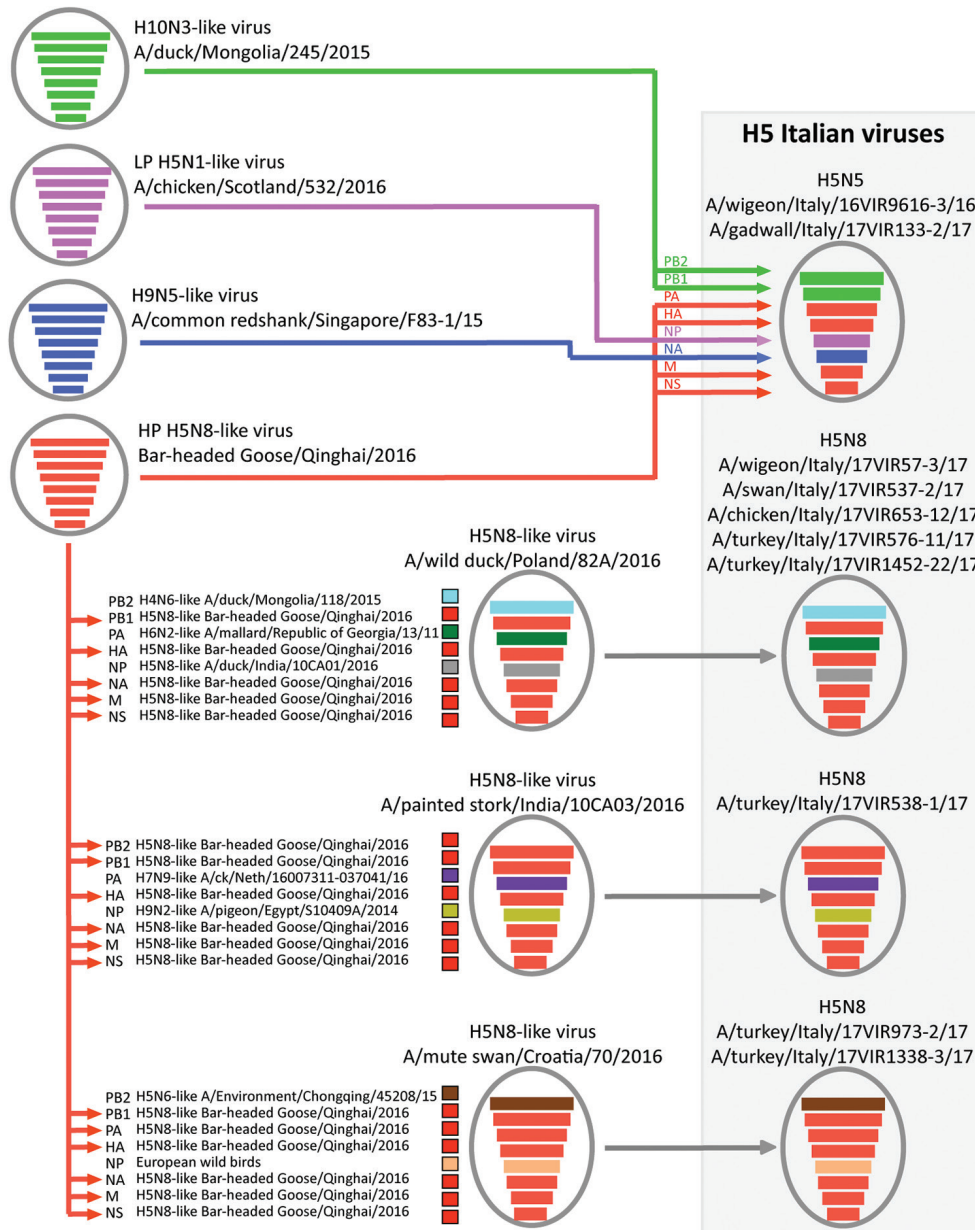 H10N3-like virus
A/duck/Mongolia/245/2015
LP H5N1-like virus
A/chicken/Scotland/532/2016
H9N5-like virus
A/common redshank/Singapore/F83-1/15
HP H5N8-like virus
Bar-headed Goose/Qinghai/2016
PB2
PB1
PA
HA
NP
NA
M
NS
H5 Italian viruses
H5N5
A/wigeon/Italy/16VIR9616-3/16
A/gadwall/Italy/17VIR133-2/17
H5N8
A/wigeon/Italy/17VIR57-3/17
A/swan/Italy/17VIR537-2/17
A/chicken/Italy/17VIR653-12/17
A/turkey/Italy/17VIR576-11/17
A/turkey/Italy/17VIR1452-22/17
H5N8-like virus
A/wild duck/Poland/82A/2016
PB2 H4N6-like A/duck/Mongolia/118/2015
PB1 H5N8-like Bar-headed Goose/Qinghai/2016
PA H6N2-like A/mallard/Republic of Georgia/13/11
HA H5N8-like Bar-headed Goose/Qinghai/2016
NP H5N8-like A/duck/India/10CA01/2016
NA H5N8-like Bar-headed Goose/Qinghai/2016
M H5N8-like Bar-headed Goose/Qinghai/2016
NS H5N8-like Bar-headed Goose/Qinghai/2016
H5N8-like virus
A/painted stork/India/10CA03/2016
H5N8
A/turkey/Italy/17VIR538-1/17
PB2 H5N8-like Bar-headed Goose/Qinghai/2016
PB1 H5N8-like Bar-headed Goose/Qinghai/2016
PA H7N9-like A/ck/Neth/16007311-037041/16
HA H5N8-like Bar-headed Goose/Qinghai/2016
NP H9N2-like A/pigeon/Egypt/S10409A/2014
NA H5N8-like Bar-headed Goose/Qinghai/2016
M H5N8-like Bar-headed Goose/Qinghai/2016
NS H5N8-like Bar-headed Goose/Qinghai/2016
H5N8-like virus
A/mute swan/Croatia/70/2016
H5N8
A/turkey/Italy/17VIR973-2/17
A/turkey/Italy/17VIR1338-3/17
PB2 H5N6-like A/Environment/Chongqing/45208/15
PB1 H5N8-like Bar-headed Goose/Qinghai/2016
PA H5N8-like Bar-headed Goose/Qinghai/2016
HA H5N8-like Bar-headed Goose/Qinghai/2016
NP European wild birds
NA H5N8-like Bar-headed Goose/Qinghai/2016
M H5N8-like Bar-headed Goose/Qinghai/2016
NS H5N8-like Bar-headed Goose/Qinghai/2016